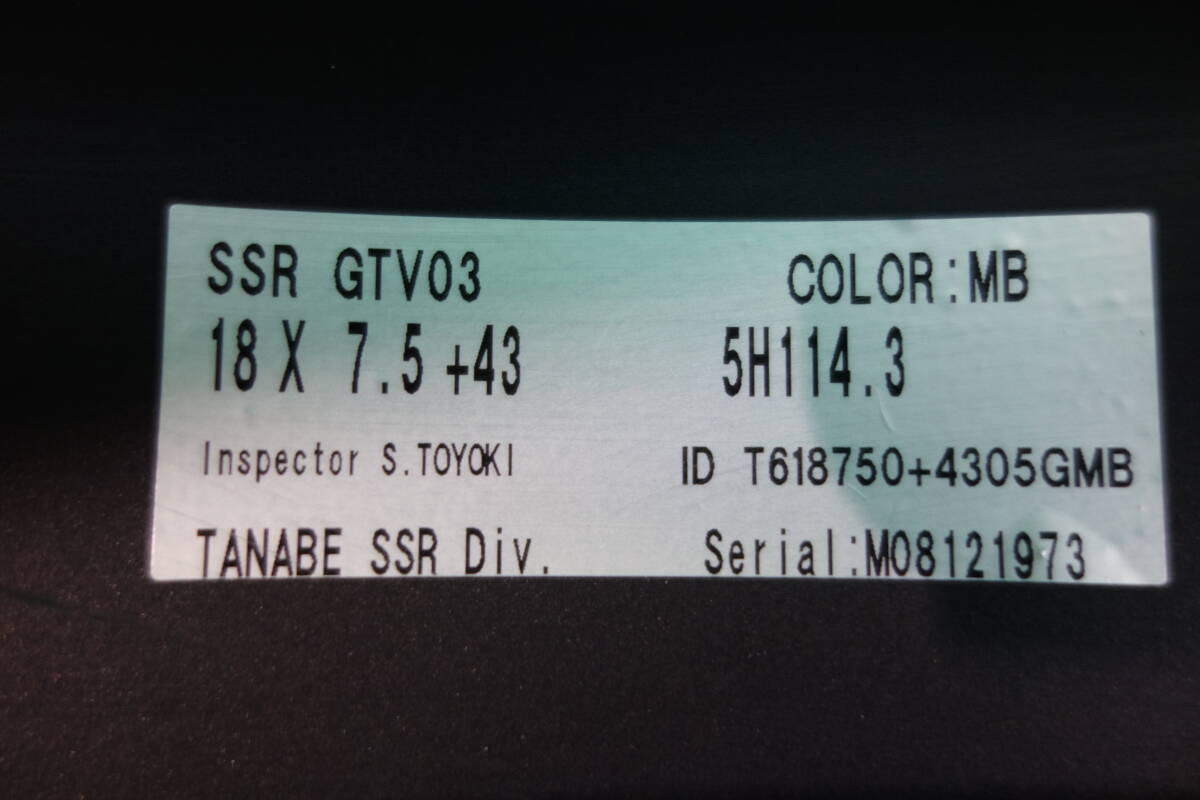 SSR GTV03 COLOR:MB
18 X 7.5 +43 5H114.3
Inspector S.TOYOKI ID T618750+4305GMB
TANABE SSR Div. Serial:M08121973